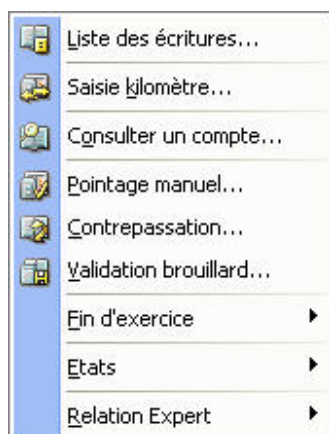 Liste des écritures...
Saisie kilomètre...
Consulter un compte...
Pointage manuel...
Contrepassation...
Validation brouillard...
Fin d'exercice
Etats
Relation Expert